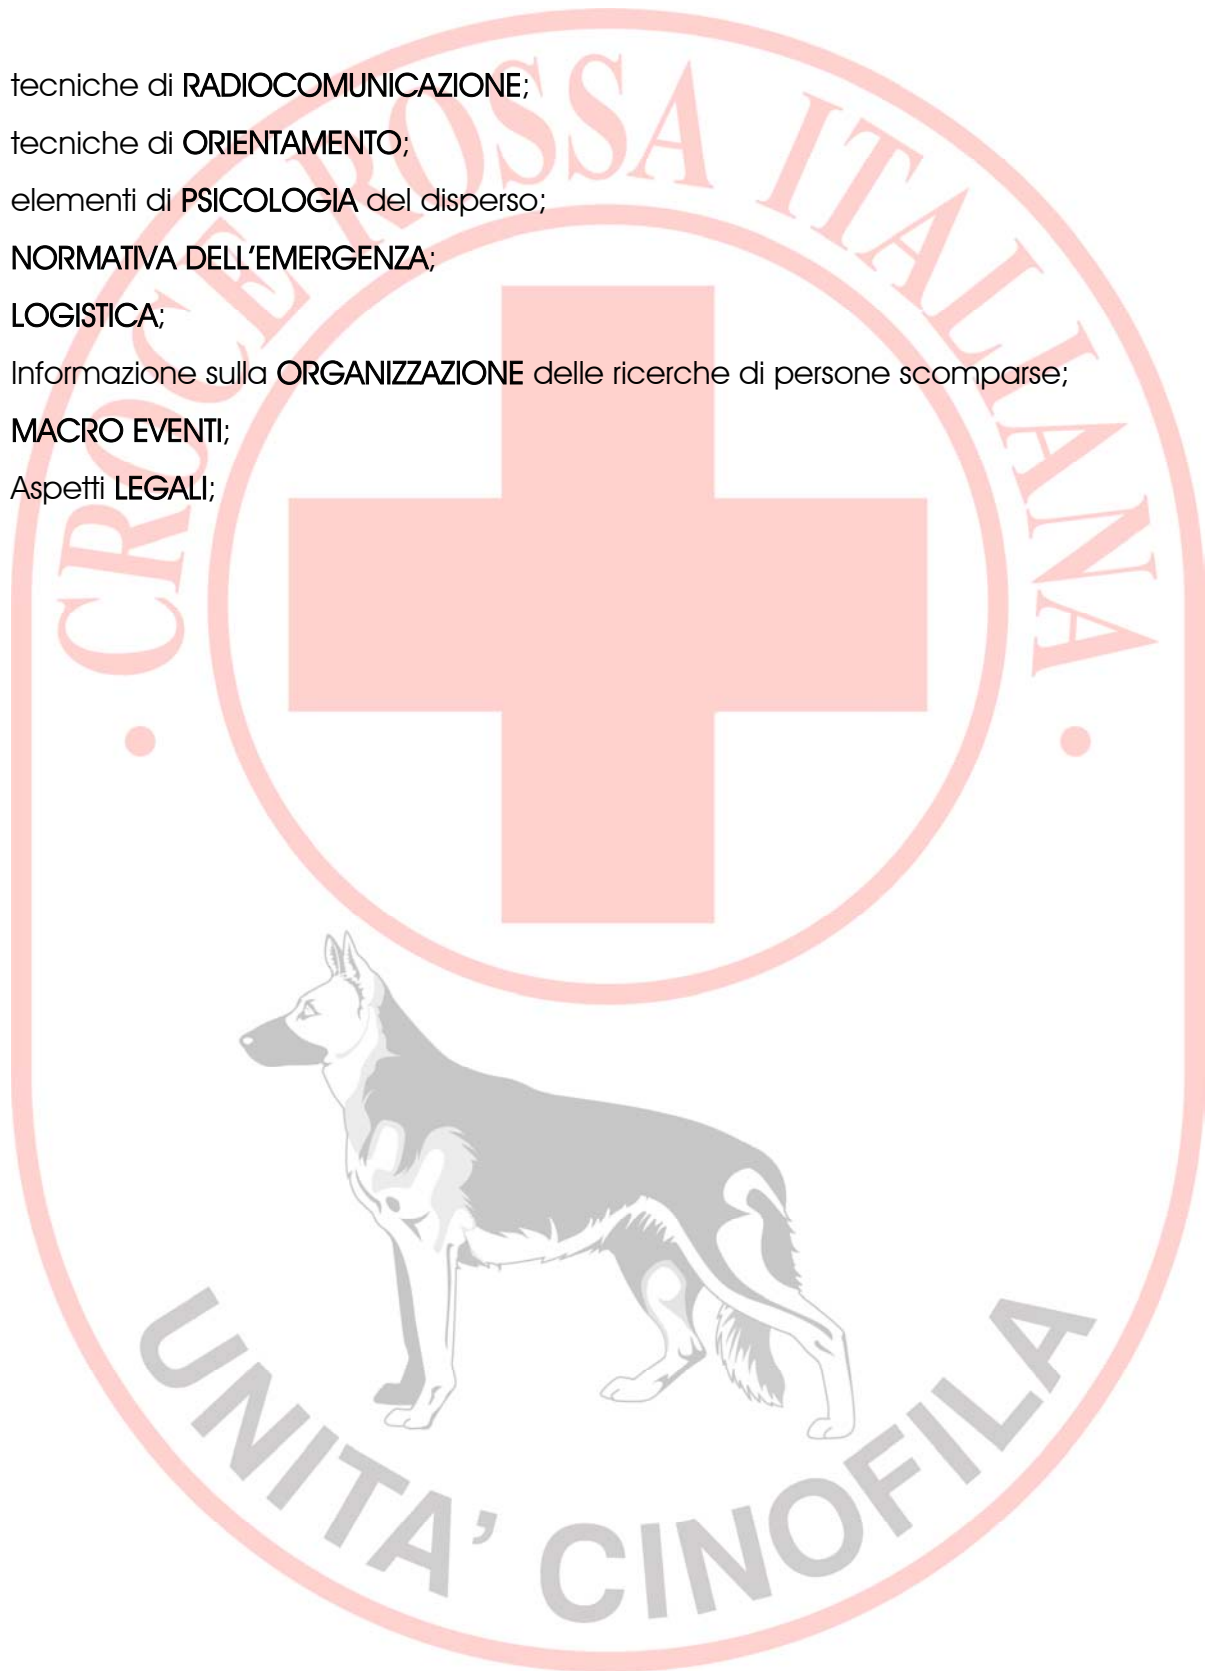 tecniche di RADIOCOMUNICAZIONE;
tecniche di ORIENTAMENTO;
elementi di PSICOLOGIA del disperso;
NORMATIVA DELL'EMERGENZA;
LOGISTICA;
Informazione sulla ORGANIZZAZIONE delle ricerche di persone scomparse;
MACRO EVENTI;
Aspetti LEGALI;
• CROCE ROSSA ITALIANA •
UNITA' CINOFILA